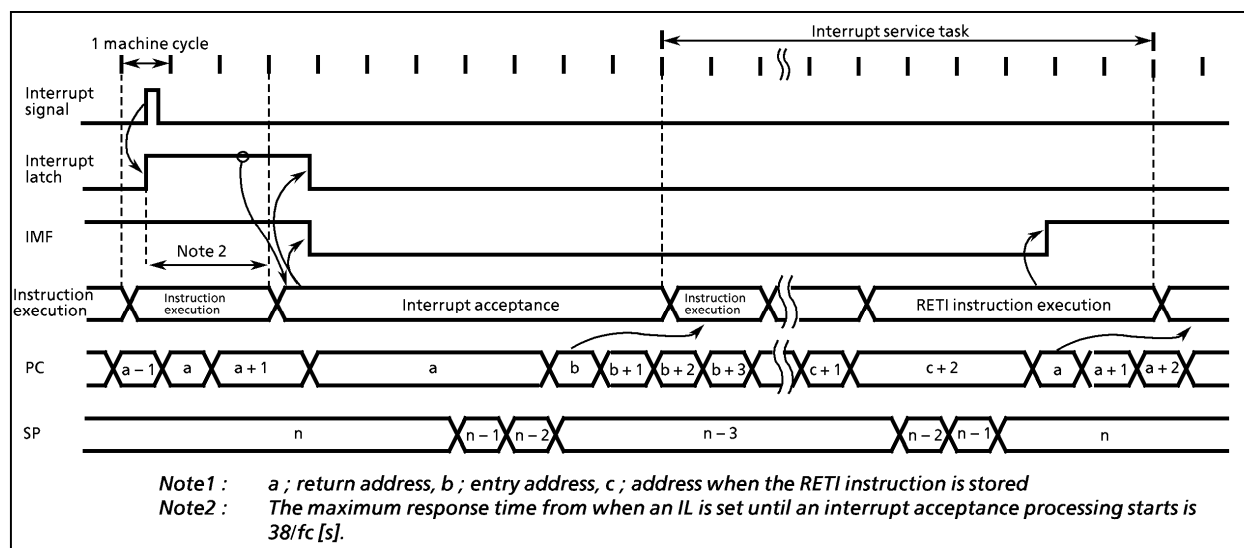 Interrupt service task
1 machine cycle
Interrupt
signal
Interrupt
latch
IMF
Note 2
Instruction
execution
Instruction
execution
Interrupt acceptance
Instruction
execution
RETI instruction execution
PC
a – 1
a
a + 1
a
b
b + 1
b + 2
b + 3
c + 1
c + 2
a
a + 1
a + 2
SP
n
n – 1
n – 2
n – 3
n – 2
n – 1
n
Note1 : a ; return address, b ; entry address, c ; address when the RETI instruction is stored
Note2 : The maximum response time from when an IL is set until an interrupt acceptance processing starts is
38/fc [s].